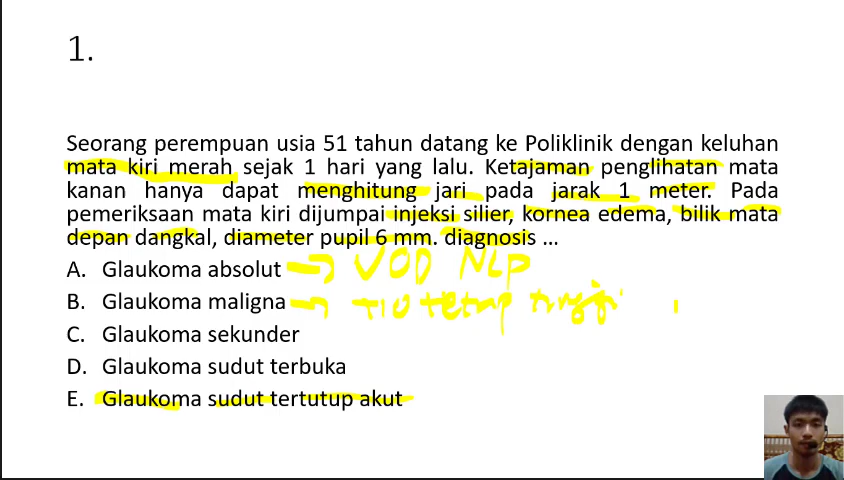 1.
Seorang perempuan usia 51 tahun datang ke Poliklinik dengan keluhan
mata kiri merah sejak 1 hari yang lalu. Ketajaman penglihatan mata
kanan hanya dapat menghitung jari pada jarak 1 meter. Pada
pemeriksaan mata kiri dijumpai injeksi silier, kornea edema, bilik mata
depan dangkal, diameter pupil 6 mm. diagnosis ...
A. Glaukoma absolut → VOD NLP
B. Glaukoma maligna → TIO tetap tinggi
C. Glaukoma sekunder
D. Glaukoma sudut terbuka
E. Glaukoma sudut tertutup akut